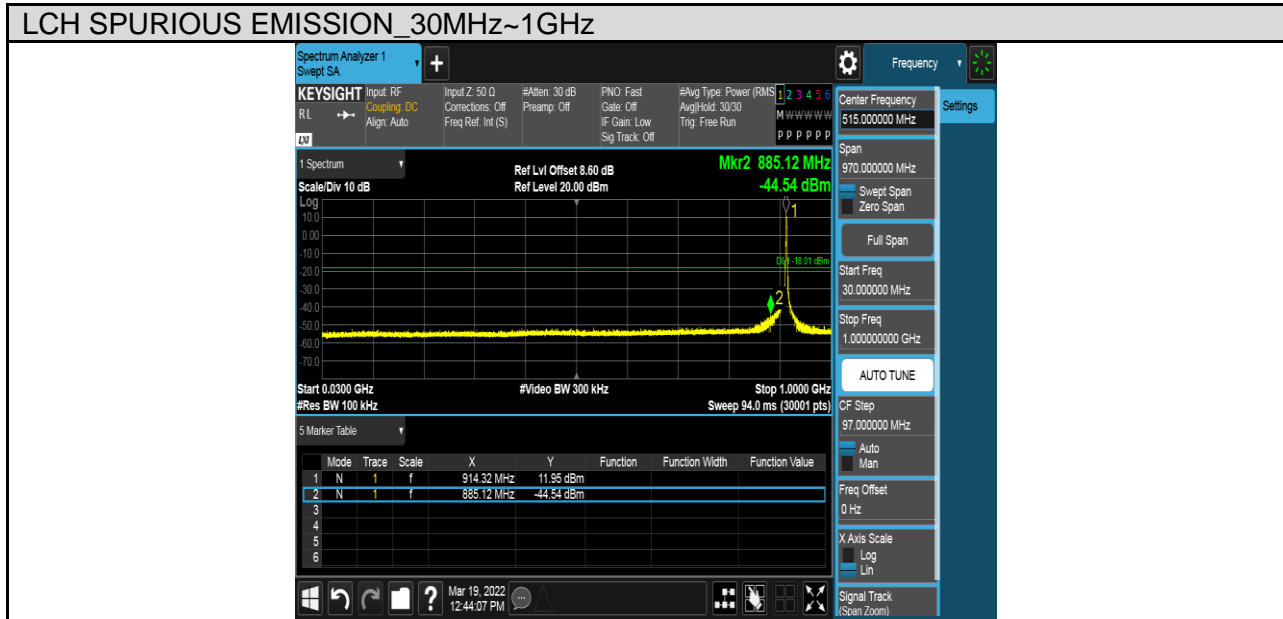 LCH SPURIOUS EMISSION_30MHz~1GHz
Spectrum Analyzer 1
Swept SA
+
Frequency
KEYSIGHT
RL
LXI
Input: RF
Coupling: DC
Align: Auto
Input Z: 50 Ω
Corrections: Off
Freq Ref: Int (S)
#Atten: 30 dB
Preamp: Off
PNO: Fast
Gate: Off
IF Gain: Low
Sig Track: Off
#Avg Type: Power (RMS
Avg|Hold: 30/30
Trig: Free Run
1 2 3 4 5 6
M W W W W W
P P P P P P
1 Spectrum
Scale/Div 10 dB
Ref Lvl Offset 8.60 dB
Ref Level 20.00 dBm
Mkr2 885.12 MHz
-44.54 dBm
Log
10.0
0.00
-10.0
-20.0
-30.0
-40.0
-50.0
-60.0
-70.0
1
DL1 -18.01 dBm
2
Start 0.0300 GHz
#Video BW 300 kHz
Stop 1.0000 GHz
#Res BW 100 kHz
Sweep 94.0 ms (30001 pts)
5 Marker Table
Mode Trace Scale X Y Function Function Width Function Value
1 N 1 f 914.32 MHz 11.95 dBm
2 N 1 f 885.12 MHz -44.54 dBm
3
4
5
6
?
Mar 19, 2022
12:44:07 PM
Center Frequency
515.000000 MHz
Settings
Span
970.000000 MHz
Swept Span
Zero Span
Full Span
Start Freq
30.000000 MHz
Stop Freq
1.000000000 GHz
AUTO TUNE
CF Step
97.000000 MHz
Auto
Man
Freq Offset
0 Hz
X Axis Scale
Log
Lin
Signal Track
(Span Zoom)